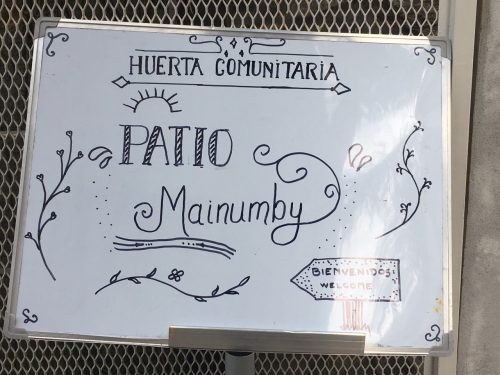 HUERTA COMUNITARIA
PATIO
Mainumby
BIENVENIDOS
WELCOME